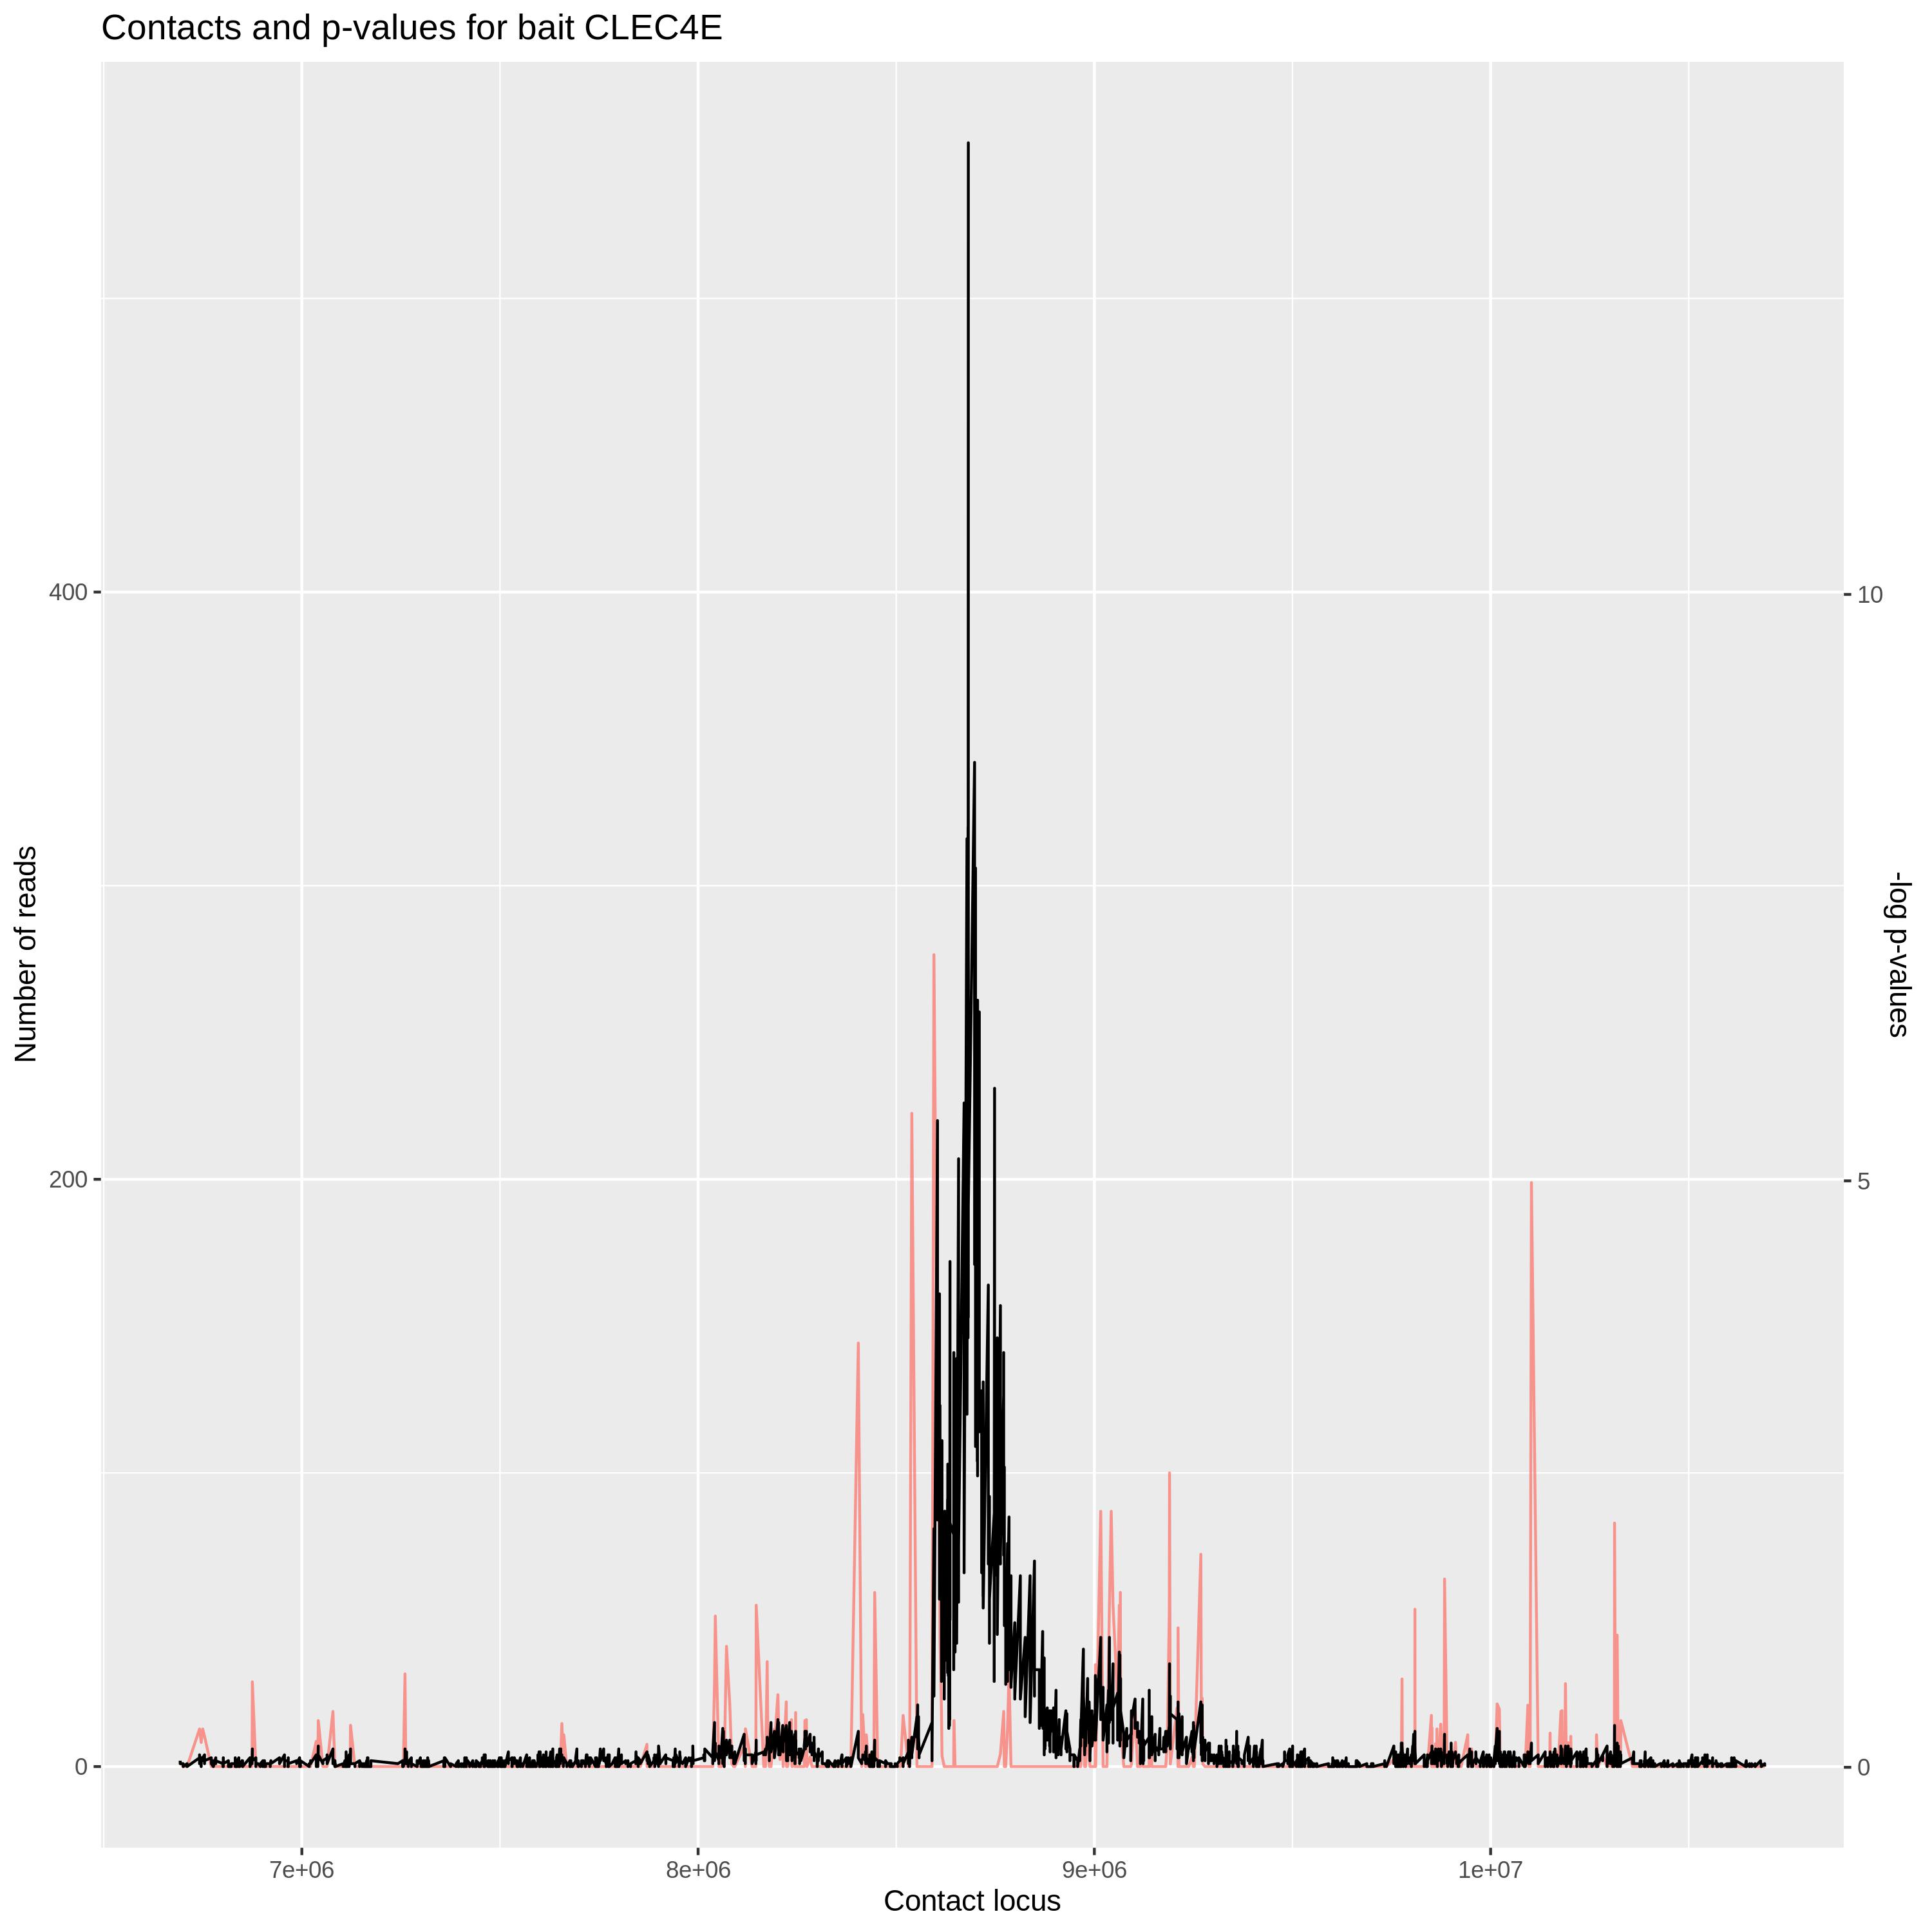 Contacts and p-values for bait CLEC4E
Number of reads
400
200
0
10
5
0
-log p-values
7e+06
8e+06
9e+06
1e+07
Contact locus